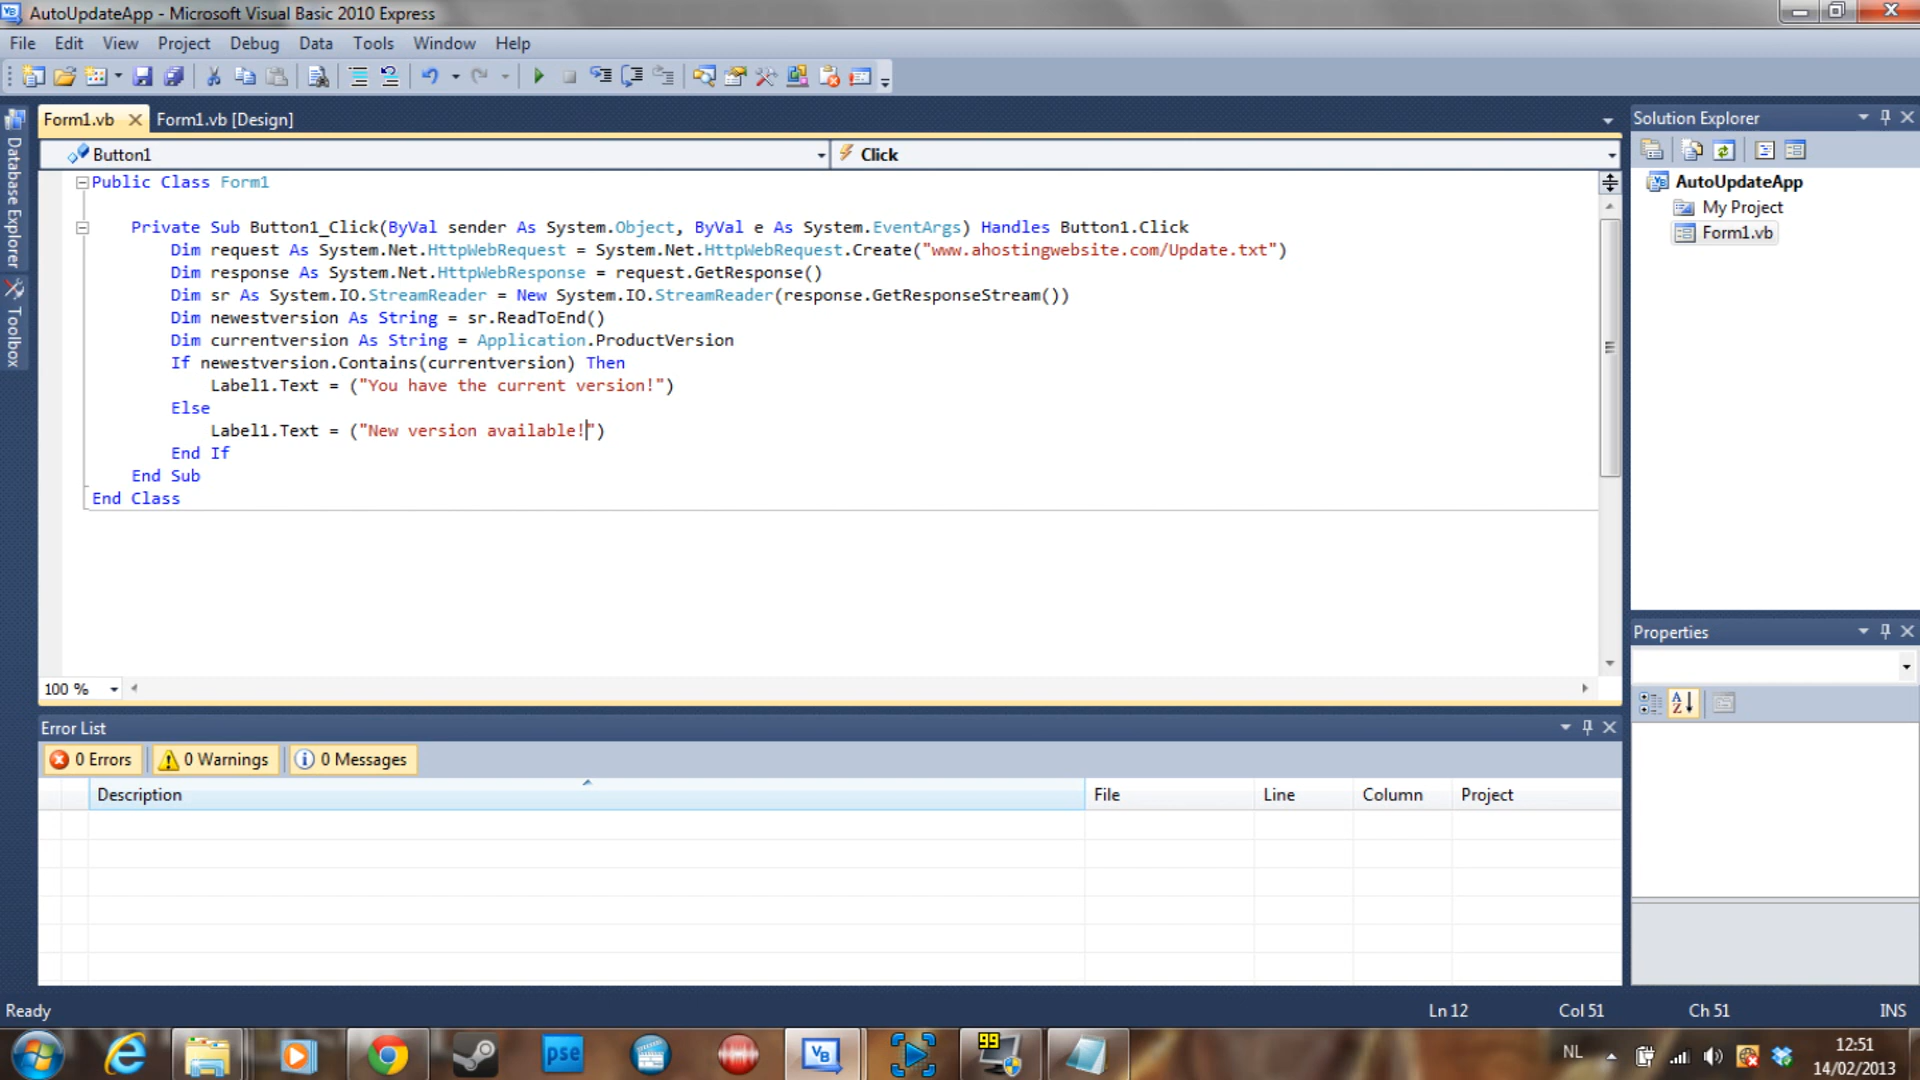 AutoUpdateApp - Microsoft Visual Basic 2010 Express
File Edit View Project Debug Data Tools Window Help
Database Explorer
Toolbox
Form1.vb Form1.vb [Design]
Button1 Click
Public Class Form1
Private Sub Button1_Click(ByVal sender As System.Object, ByVal e As System.EventArgs) Handles Button1.Click
Dim request As System.Net.HttpWebRequest = System.Net.HttpWebRequest.Create("www.ahostingwebsite.com/Update.txt")
Dim response As System.Net.HttpWebResponse = request.GetResponse()
Dim sr As System.IO.StreamReader = New System.IO.StreamReader(response.GetResponseStream())
Dim newestversion As String = sr.ReadToEnd()
Dim currentversion As String = Application.ProductVersion
If newestversion.Contains(currentversion) Then
Label1.Text = ("You have the current version!")
Else
Label1.Text = ("New version available!")
End If
End Sub
End Class
100 %
Solution Explorer
AutoUpdateApp
My Project
Form1.vb
Properties
Error List
0 Errors 0 Warnings 0 Messages
Description File Line Column Project
Ready Ln 12 Col 51 Ch 51 INS
pse VB 99 NL
12:51
14/02/2013